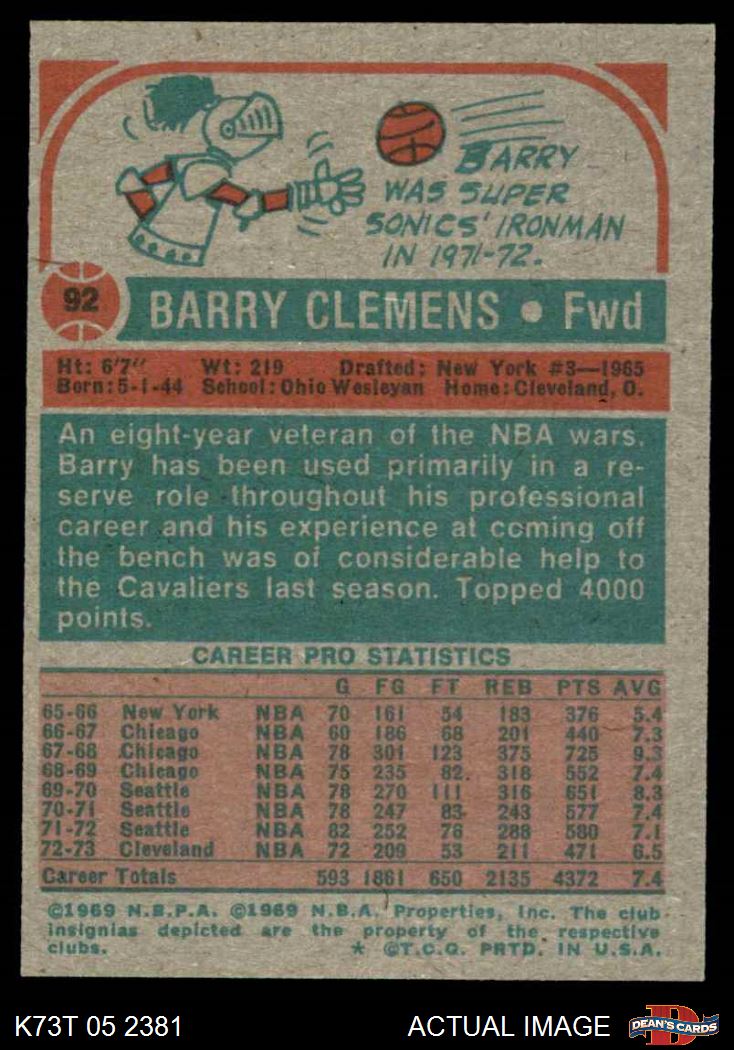 BARRY
WAS SUPER
SONICS' IRONMAN
IN 1971-72.
92
BARRY CLEMENS • Fwd
Ht: 6'7" Wt: 219 Drafted: New York #3—1965
Born: 5-1-44 School: Ohio Wesleyan Home: Cleveland, O.
An eight-year veteran of the NBA wars,
Barry has been used primarily in a re-
serve role throughout his professional
career and his experience at coming off
the bench was of considerable help to
the Cavaliers last season. Topped 4000
points.
CAREER PRO STATISTICS
G FG FT REB PTS AVG
65-66 New York NBA 70 161 54 183 376 5.4
66-67 Chicago NBA 60 186 68 201 440 7.3
67-68 Chicago NBA 78 301 123 375 725 9.3
68-69 Chicago NBA 75 235 82 318 552 7.4
69-70 Seattle NBA 78 270 111 316 651 8.3
70-71 Seattle NBA 78 247 83 243 577 7.4
71-72 Seattle NBA 82 252 76 288 580 7.1
72-73 Cleveland NBA 72 209 53 211 471 6.5
Career Totals 593 1861 650 2135 4372 7.4
©1969 N.B.P.A. ©1969 N.B.A. Properties, Inc. The club
insignias depicted are the property of the respective
clubs. * ©T.C.G. PRTD. IN U.S.A.
K73T 05 2381 ACTUAL IMAGE DEAN'S CARDS